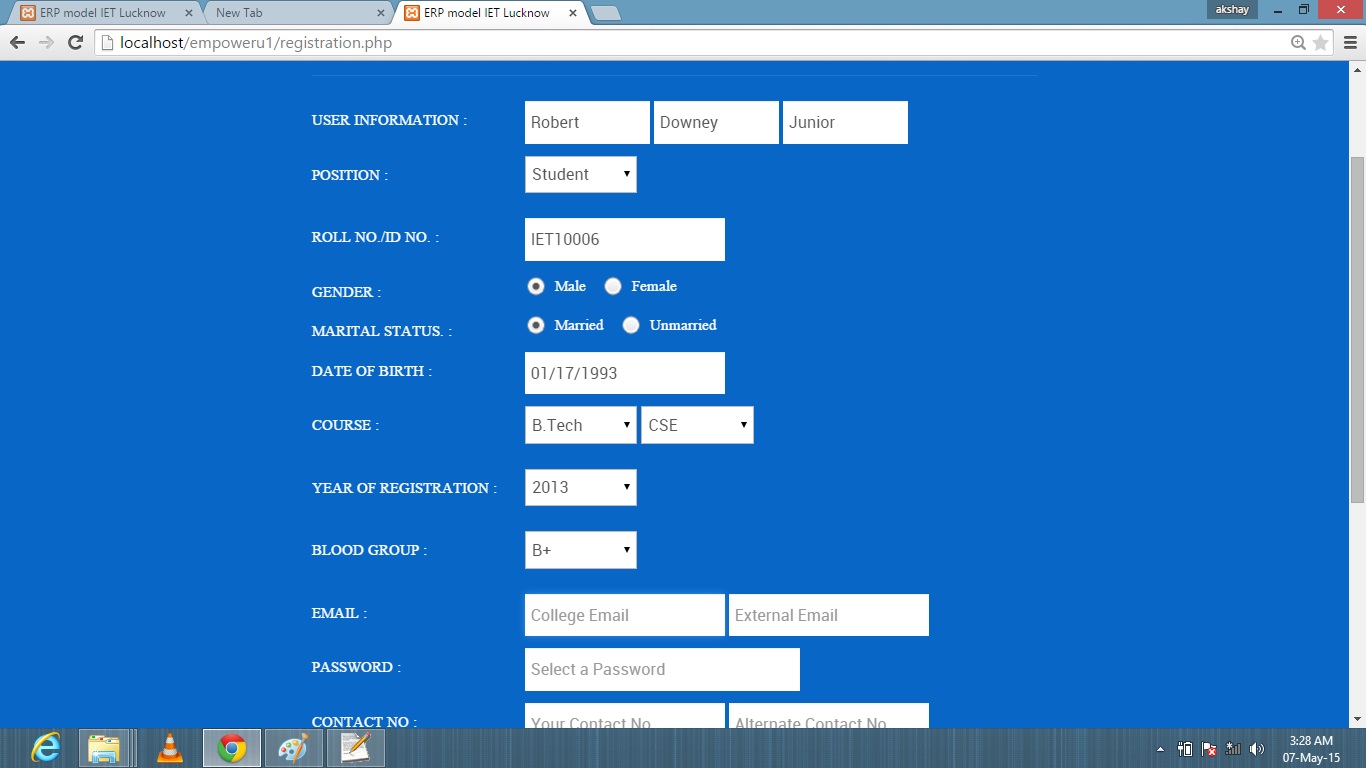 ERP model IET Lucknow New Tab ERP model IET Lucknow akshay
localhost/empoweru1/registration.php
USER INFORMATION : Robert Downey Junior
POSITION : Student
ROLL NO./ID NO. : IET10006
GENDER : Male Female
MARITAL STATUS. : Married Unmarried
DATE OF BIRTH : 01/17/1993
COURSE : B.Tech CSE
YEAR OF REGISTRATION : 2013
BLOOD GROUP : B+
EMAIL : College Email External Email
PASSWORD : Select a Password
CONTACT NO : Your Contact No Alternate Contact No
3:28 AM
07-May-15